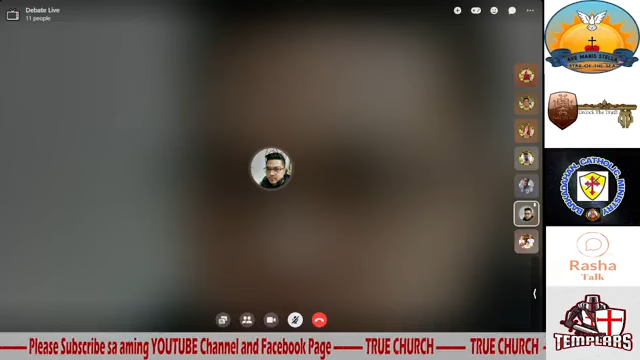 Debate Live
11 people
AVE MARIS STELLA
STAR OF THE SEA
Unlock The Truth
BARKADAHAN CATHOLIC MINISTRY
Rasha
Talk
TEMPLARS
Please Subscribe sa aming YOUTUBE Channel and Facebook Page —— TRUE CHURCH —— TRUE CHURCH